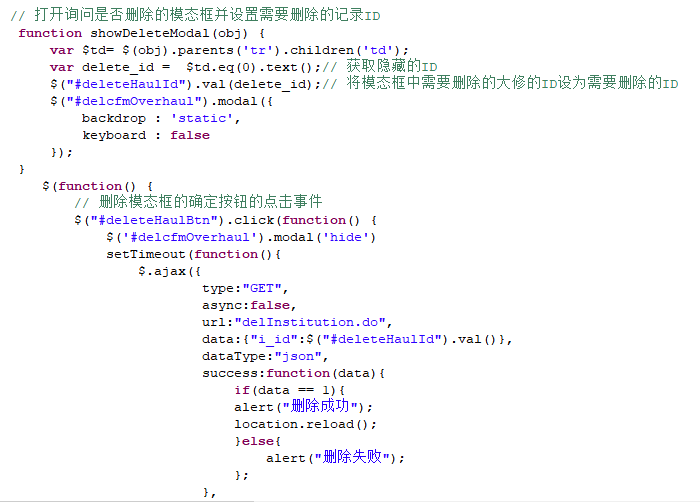 // 打开询问是否删除的模态框并设置需要删除的记录ID
function showDeleteModal(obj) {
var $td= $(obj).parents('tr').children('td');
var delete_id =  $td.eq(0).text();// 获取隐藏的ID
$("#deleteHaulId").val(delete_id);// 将模态框中需要删除的大修的ID设为需要删除的ID
$("#delcfmOverhaul").modal({
backdrop : 'static',
keyboard : false
});
}
$(function() {
// 删除模态框的确定按钮的点击事件
$("#deleteHaulBtn").click(function() {
$('#delcfmOverhaul').modal('hide')
setTimeout(function(){
$.ajax({
type:"GET",
async:false,
url:"delInstitution.do",
data:{"i_id":$("#deleteHaulId").val()},
dataType:"json",
success:function(data){
if(data == 1){
alert("删除成功");
location.reload();
}else{
alert("删除失败");
};
},